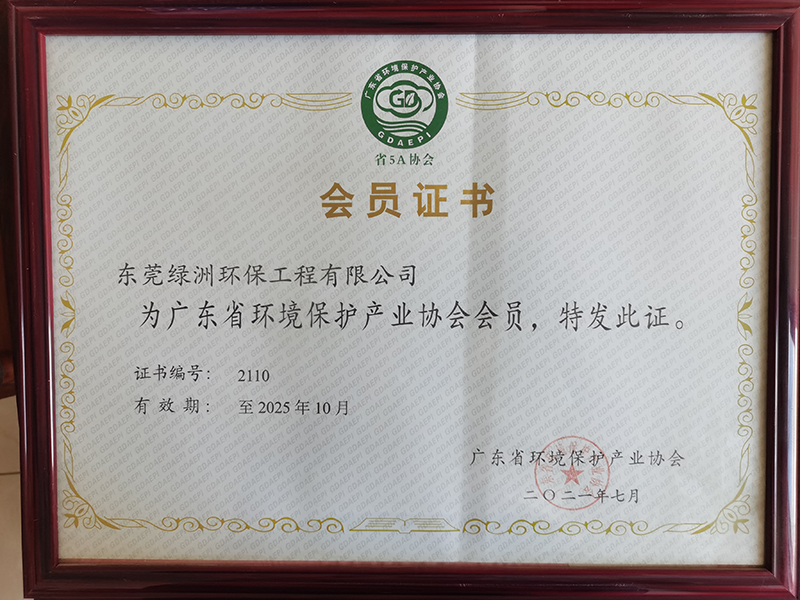 广东省环境保护产业协会
GD
GDAEPI
省5A协会
会员证书
东莞绿洲环保工程有限公司
为广东省环境保护产业协会会员，特发此证。
证书编号： 2110
有效期： 至2025年10月
广东省环境保护产业协会
二〇二一年七月